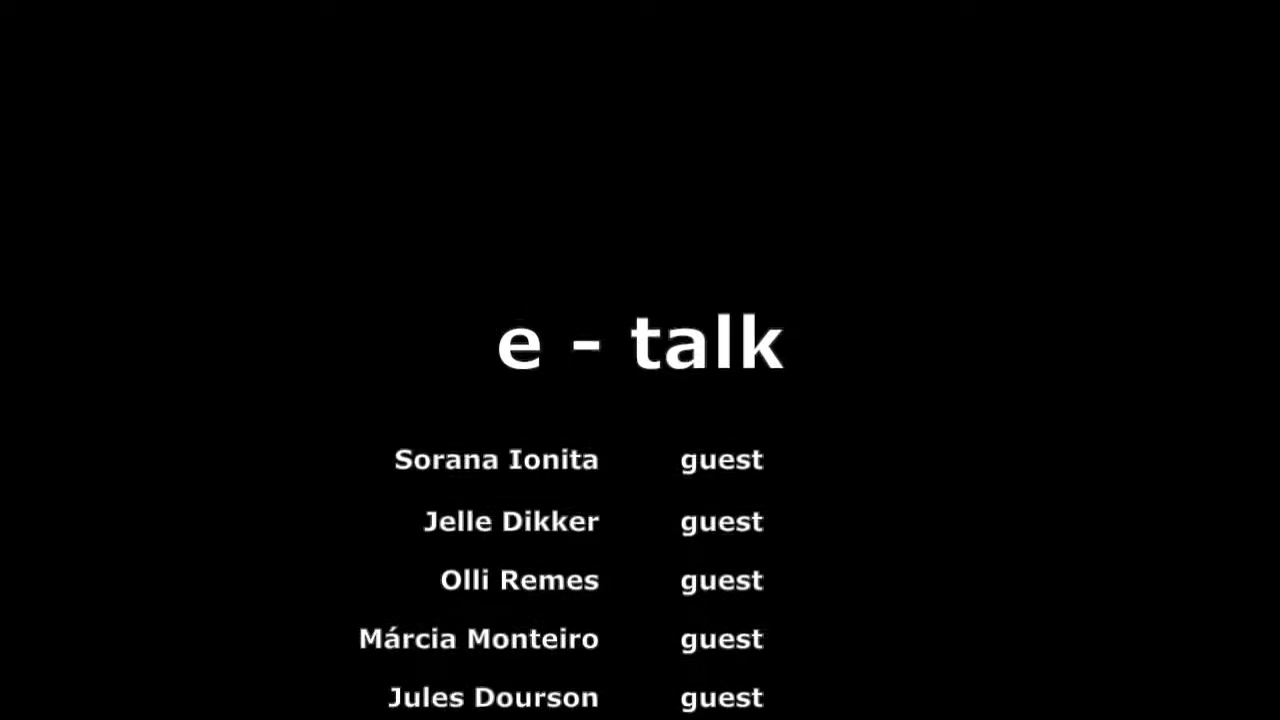 e - talk
Sorana Ionita guest
Jelle Dikker guest
Olli Remes guest
Márcia Monteiro guest
Jules Dourson guest